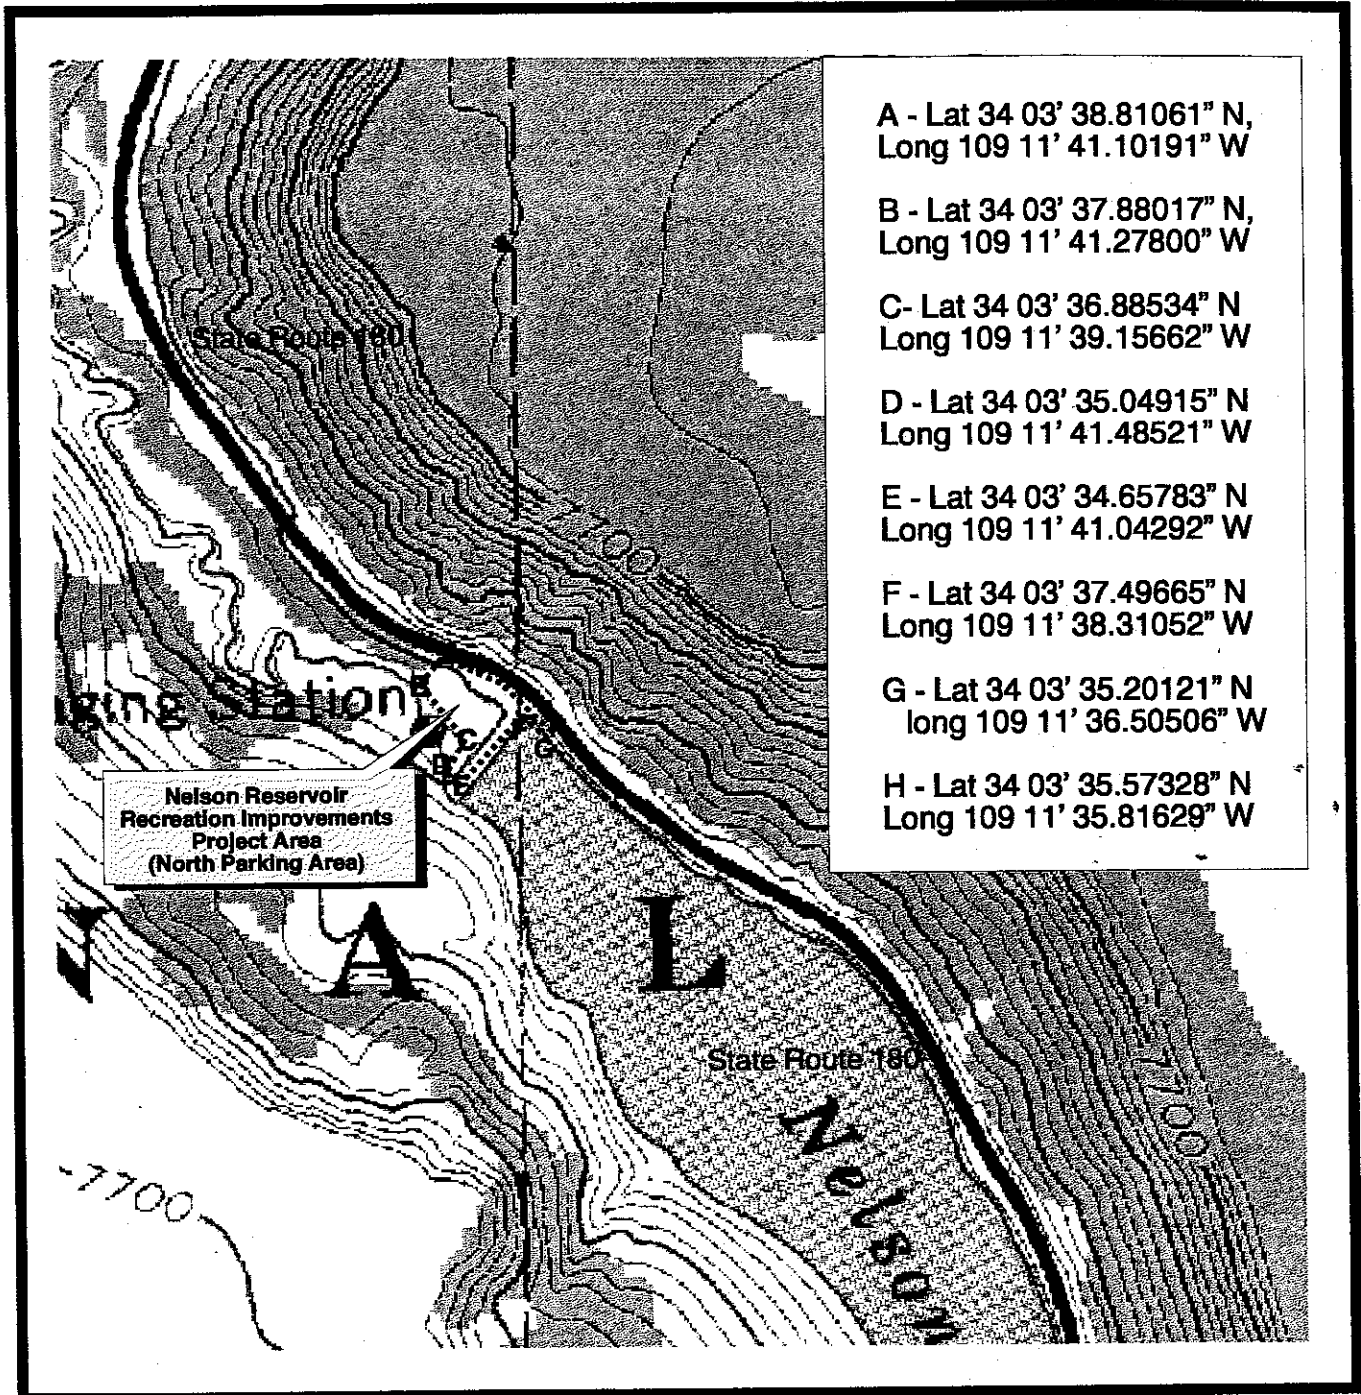 A - Lat 34 03' 38.81061" N,
Long 109 11' 41.10191" W
B - Lat 34 03' 37.88017" N,
Long 109 11' 41.27800" W
C- Lat 34 03' 36.88534" N
Long 109 11' 39.15662" W
D - Lat 34 03' 35.04915" N
Long 109 11' 41.48521" W
E - Lat 34 03' 34.65783" N
Long 109 11' 41.04292" W
F - Lat 34 03' 37.49665" N
Long 109 11' 38.31052" W
G - Lat 34 03' 35.20121" N
long 109 11' 36.50506" W
H - Lat 34 03' 35.57328" N
Long 109 11' 35.81629" W
State Route 180
7700
Station
B
C
D
E
G
Nelson Reservoir
Recreation Improvements
Project Area
(North Parking Area)
A L
State Route 180
7700
Nelson
7700